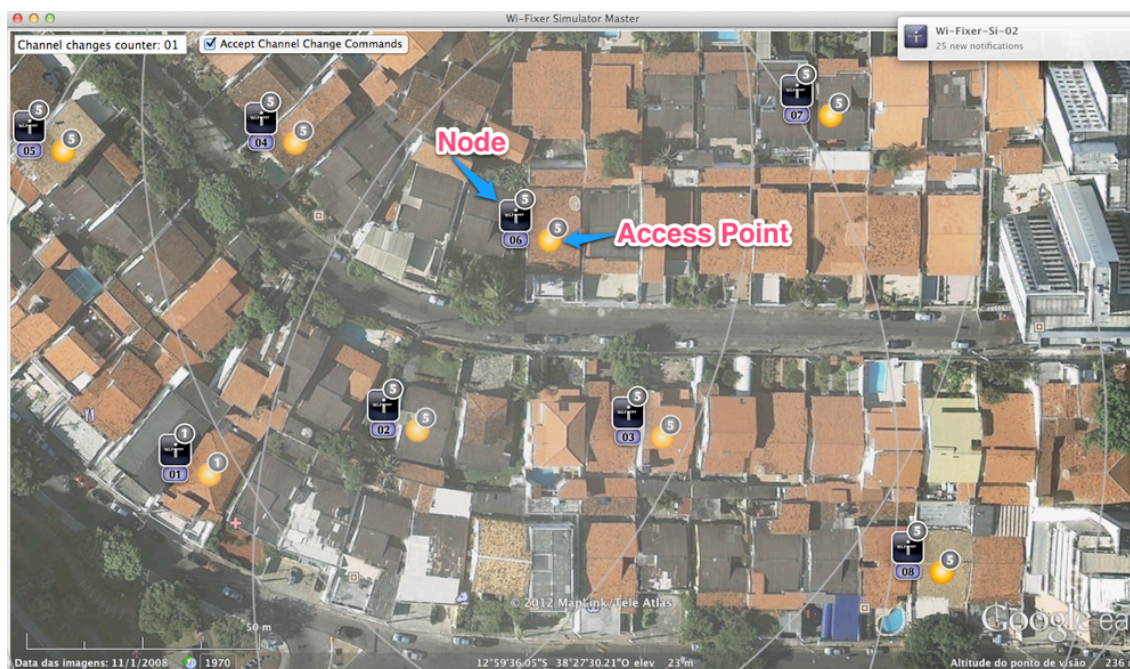 Wi-Fixer Simulator Master
Channel changes counter: 01
Accept Channel Change Commands
Wi-Fixer-Si-02
25 new notifications
5
07
5
5
05
5
5
04
5
Node
5
06
5
Access Point
5
02
5
5
03
5
1
01
1
5
08
5
© 2012 MapLink/Tele Atlas
Google ea
50 m
Data das imagens: 11/1/2008
1970
12°59'36.05"S 38°27'30.21"O elev 23 m
Altitude do ponto de visão 236